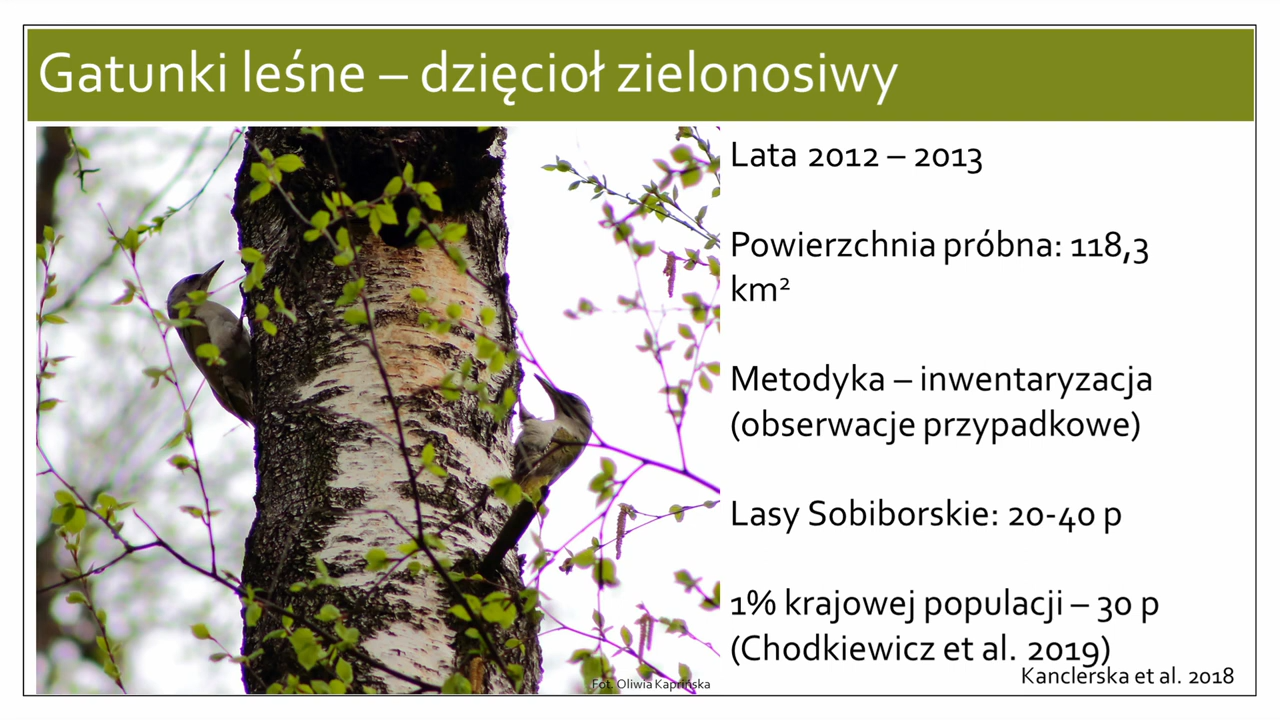 Gatunki leśne – dzięcioł zielonosiwy
Lata 2012 – 2013
Powierzchnia próbna: 118,3
km²
Metodyka – inwentaryzacja
(obserwacje przypadkowe)
Lasy Sobiborskie: 20-40 p
1% krajowej populacji – 30 p
(Chodkiewicz et al. 2019)
Kanclerska et al. 2018
Fot. Oliwia Kaprińska